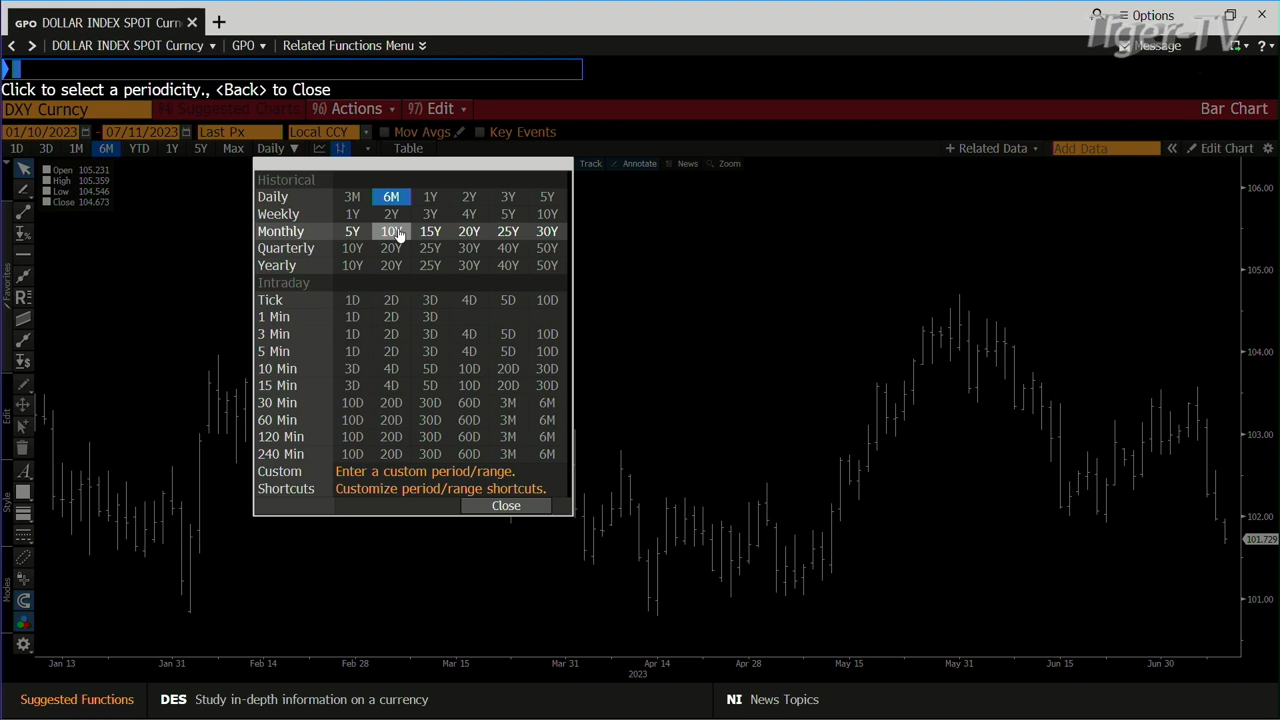 GPO DOLLAR INDEX SPOT Curn
Options
Tiger-TV
DOLLAR INDEX SPOT Curncy GPO Related Functions Menu
Message ?
Click to select a periodicity., <Back> to Close
DXY Curncy 94) Suggested Charts 96) Actions 97) Edit Bar Chart
01/10/2023 - 07/11/2023 Last Px Local CCY Mov Avgs Key Events
1D 3D 1M 6M YTD 1Y 5Y Max Daily Table + Related Data Add Data Edit Chart
Track Annotate News Zoom
Open 105.231
High 105.359
Low 104.546
Close 104.673
Historical
Daily 3M 6M 1Y 2Y 3Y 5Y
Weekly 1Y 2Y 3Y 4Y 5Y 10Y
Monthly 5Y 10Y 15Y 20Y 25Y 30Y
Quarterly 10Y 20Y 25Y 30Y 40Y 50Y
Yearly 10Y 20Y 25Y 30Y 40Y 50Y
Intraday
Tick 1D 2D 3D 4D 5D 10D
1 Min 1D 2D 3D
3 Min 1D 2D 3D 4D 5D 10D
5 Min 1D 2D 3D 4D 5D 10D
10 Min 3D 4D 5D 10D 20D 30D
15 Min 3D 4D 5D 10D 20D 30D
30 Min 10D 20D 30D 60D 3M 6M
60 Min 10D 20D 30D 60D 3M 6M
120 Min 10D 20D 30D 60D 3M 6M
240 Min 10D 20D 30D 60D 3M 6M
Custom Enter a custom period/range.
Shortcuts Customize period/range shortcuts.
Close
Favorites
Edit
Style
Modes
106.00
105.00
104.00
103.00
102.00
101.729
101.00
Jan 13 Jan 31 Feb 14 Feb 28 Mar 15 Mar 31 Apr 14 Apr 28 May 15 May 31 Jun 15 Jun 30
2023
Suggested Functions DES Study in-depth information on a currency NI News Topics